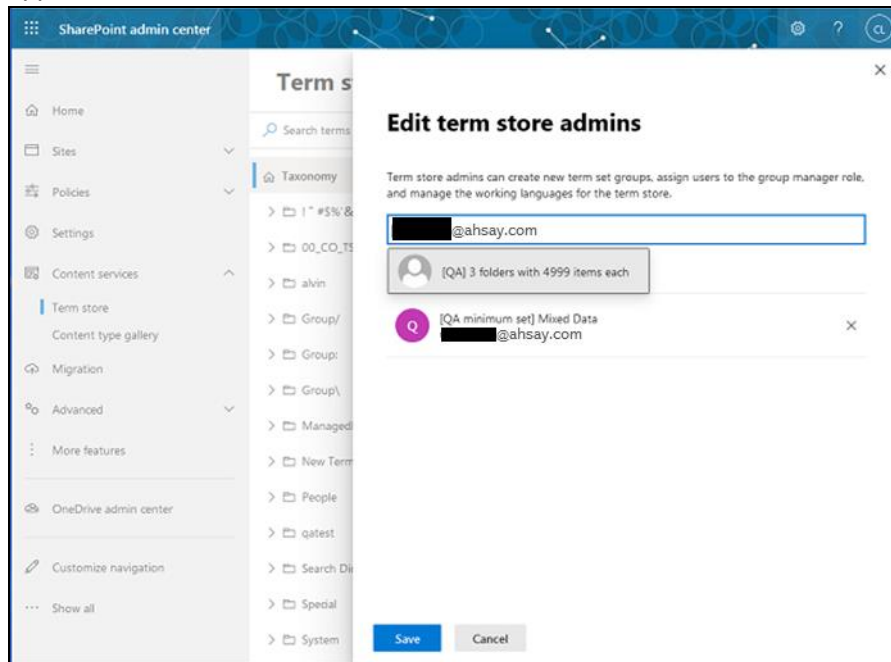 SharePoint admin center
?
CL
Term s
Home
Sites
Policies
Settings
Content services
Term store
Content type gallery
Migration
Advanced
More features
OneDrive admin center
Customize navigation
Show all
Search terms
Taxonomy
! " #$%'&
00_CO_TS
alvin
Group/
Group:
Group\
Managed
New Term
People
qatest
Search Di
Special
System
Edit term store admins
Term store admins can create new term set groups, assign users to the group manager role,
and manage the working languages for the term store.
@ahsay.com
[QA] 3 folders with 4999 items each
Q
[QA minimum set] Mixed Data
@ahsay.com
Save
Cancel